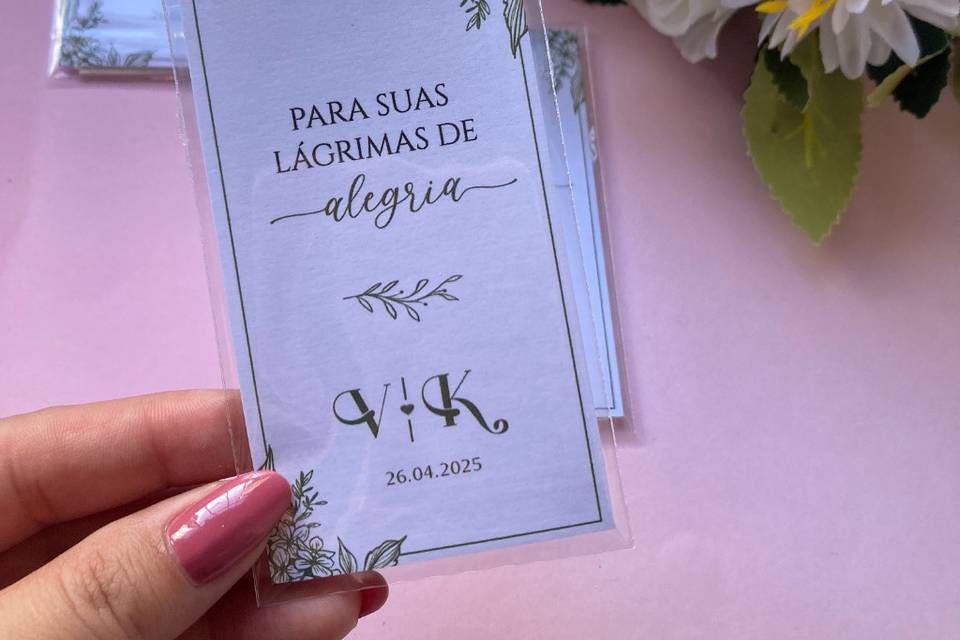 PARA SUAS
LÁGRIMAS DE
alegria
V K
26.04.2025